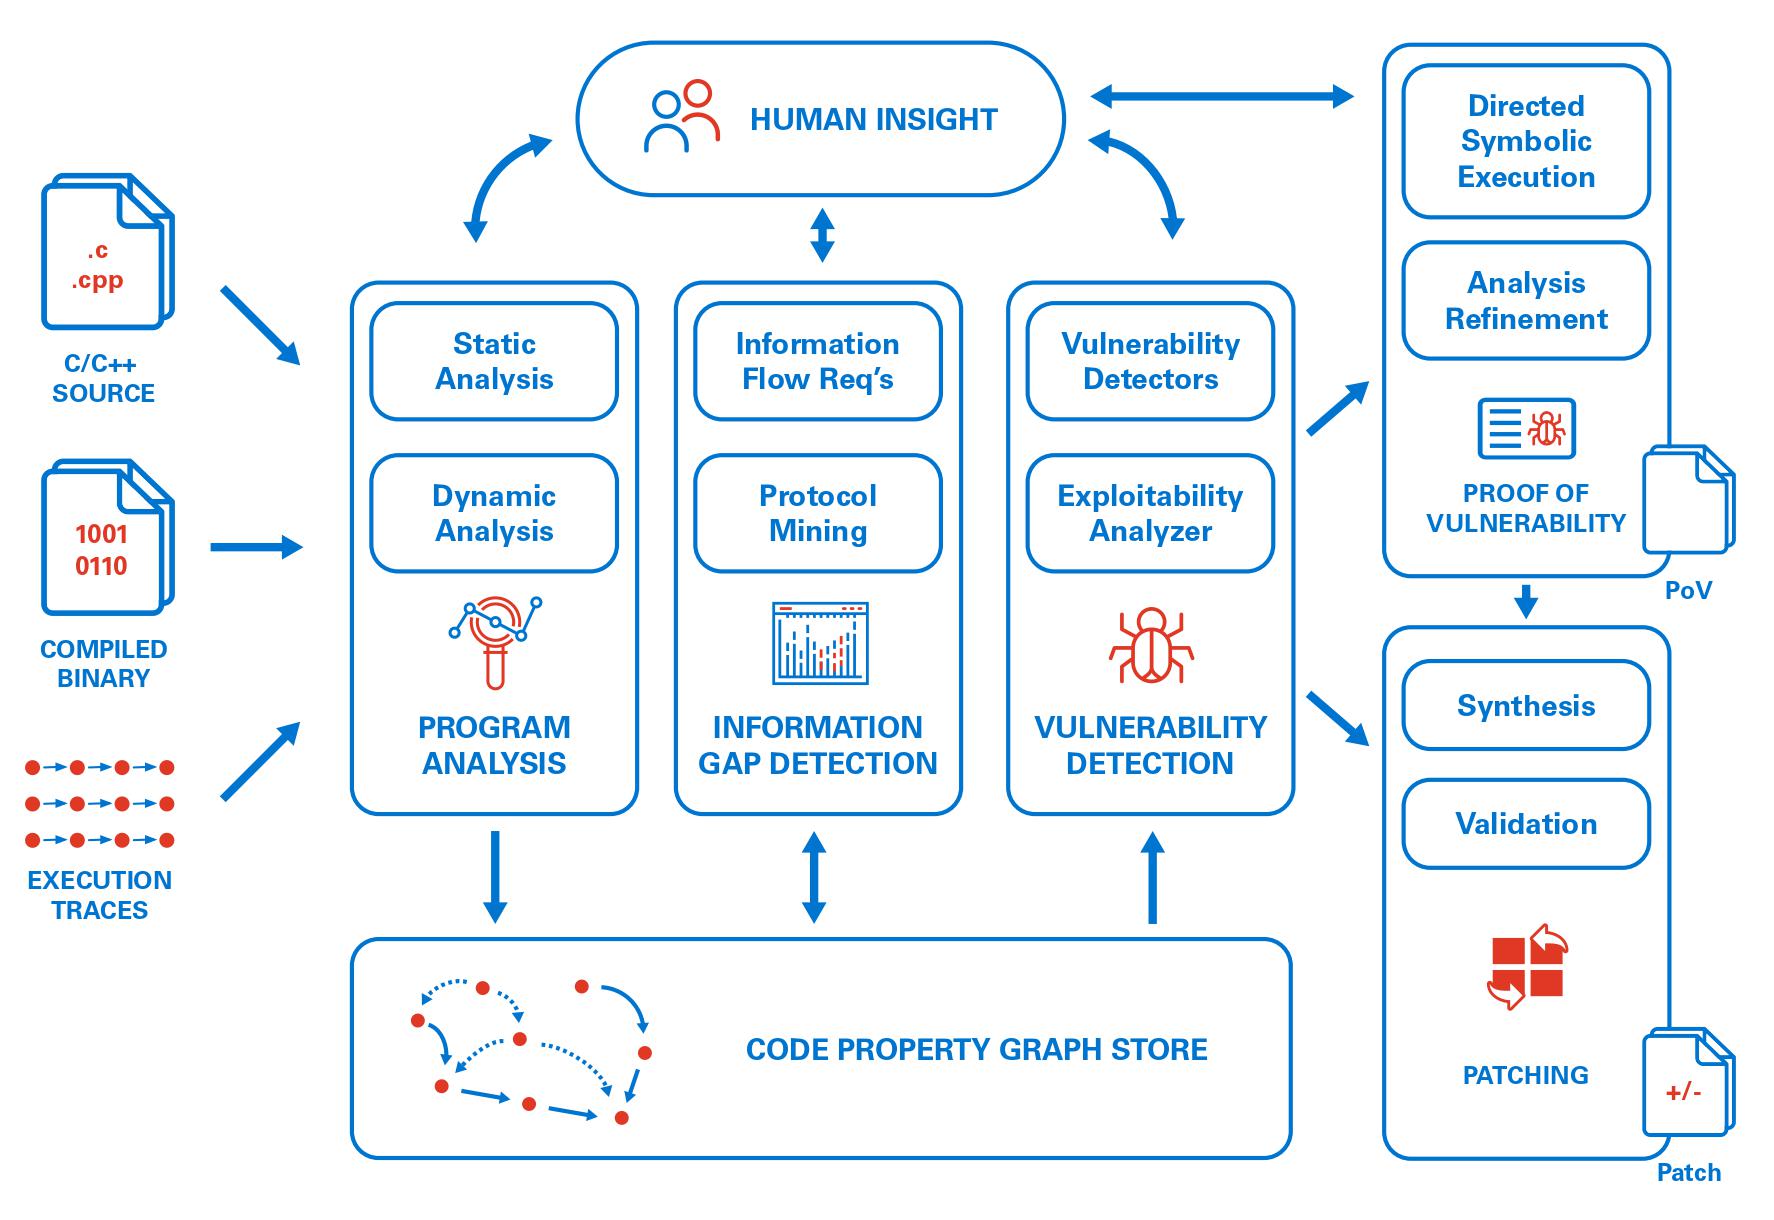 HUMAN INSIGHT
.c
.cpp
C/C++
SOURCE
1001
0110
COMPILED
BINARY
EXECUTION
TRACES
Static
Analysis
Dynamic
Analysis
PROGRAM
ANALYSIS
Information
Flow Req’s
Protocol
Mining
INFORMATION
GAP DETECTION
Vulnerability
Detectors
Exploitability
Analyzer
VULNERABILITY
DETECTION
CODE PROPERTY GRAPH STORE
Directed
Symbolic
Execution
Analysis
Refinement
PROOF OF
VULNERABILITY
PoV
Synthesis
Validation
PATCHING
+/-
Patch